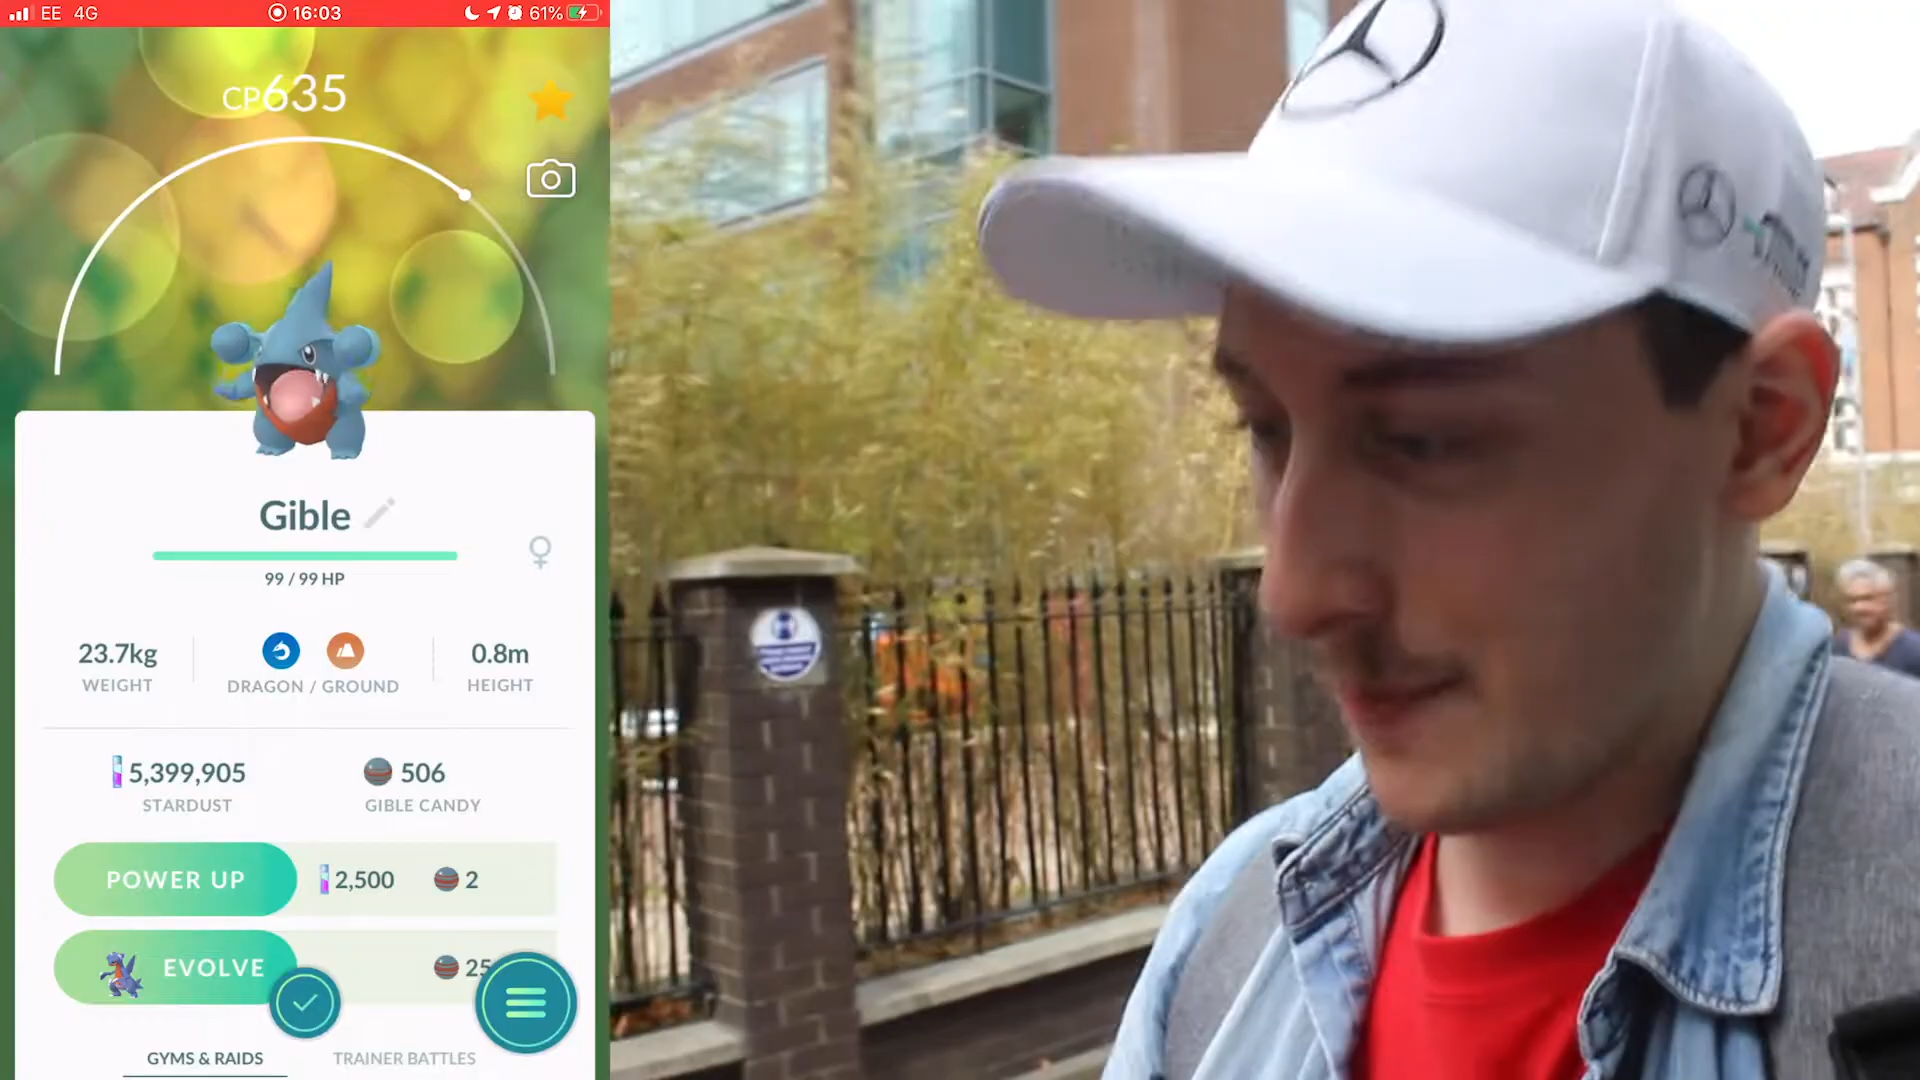 EE 4G 16:03 61%
CP635
Gible
99 / 99 HP
23.7kg
WEIGHT
DRAGON / GROUND
0.8m
HEIGHT
5,399,905
STARDUST
506
GIBLE CANDY
POWER UP 2,500 2
EVOLVE 25
GYMS & RAIDS
TRAINER BATTLES